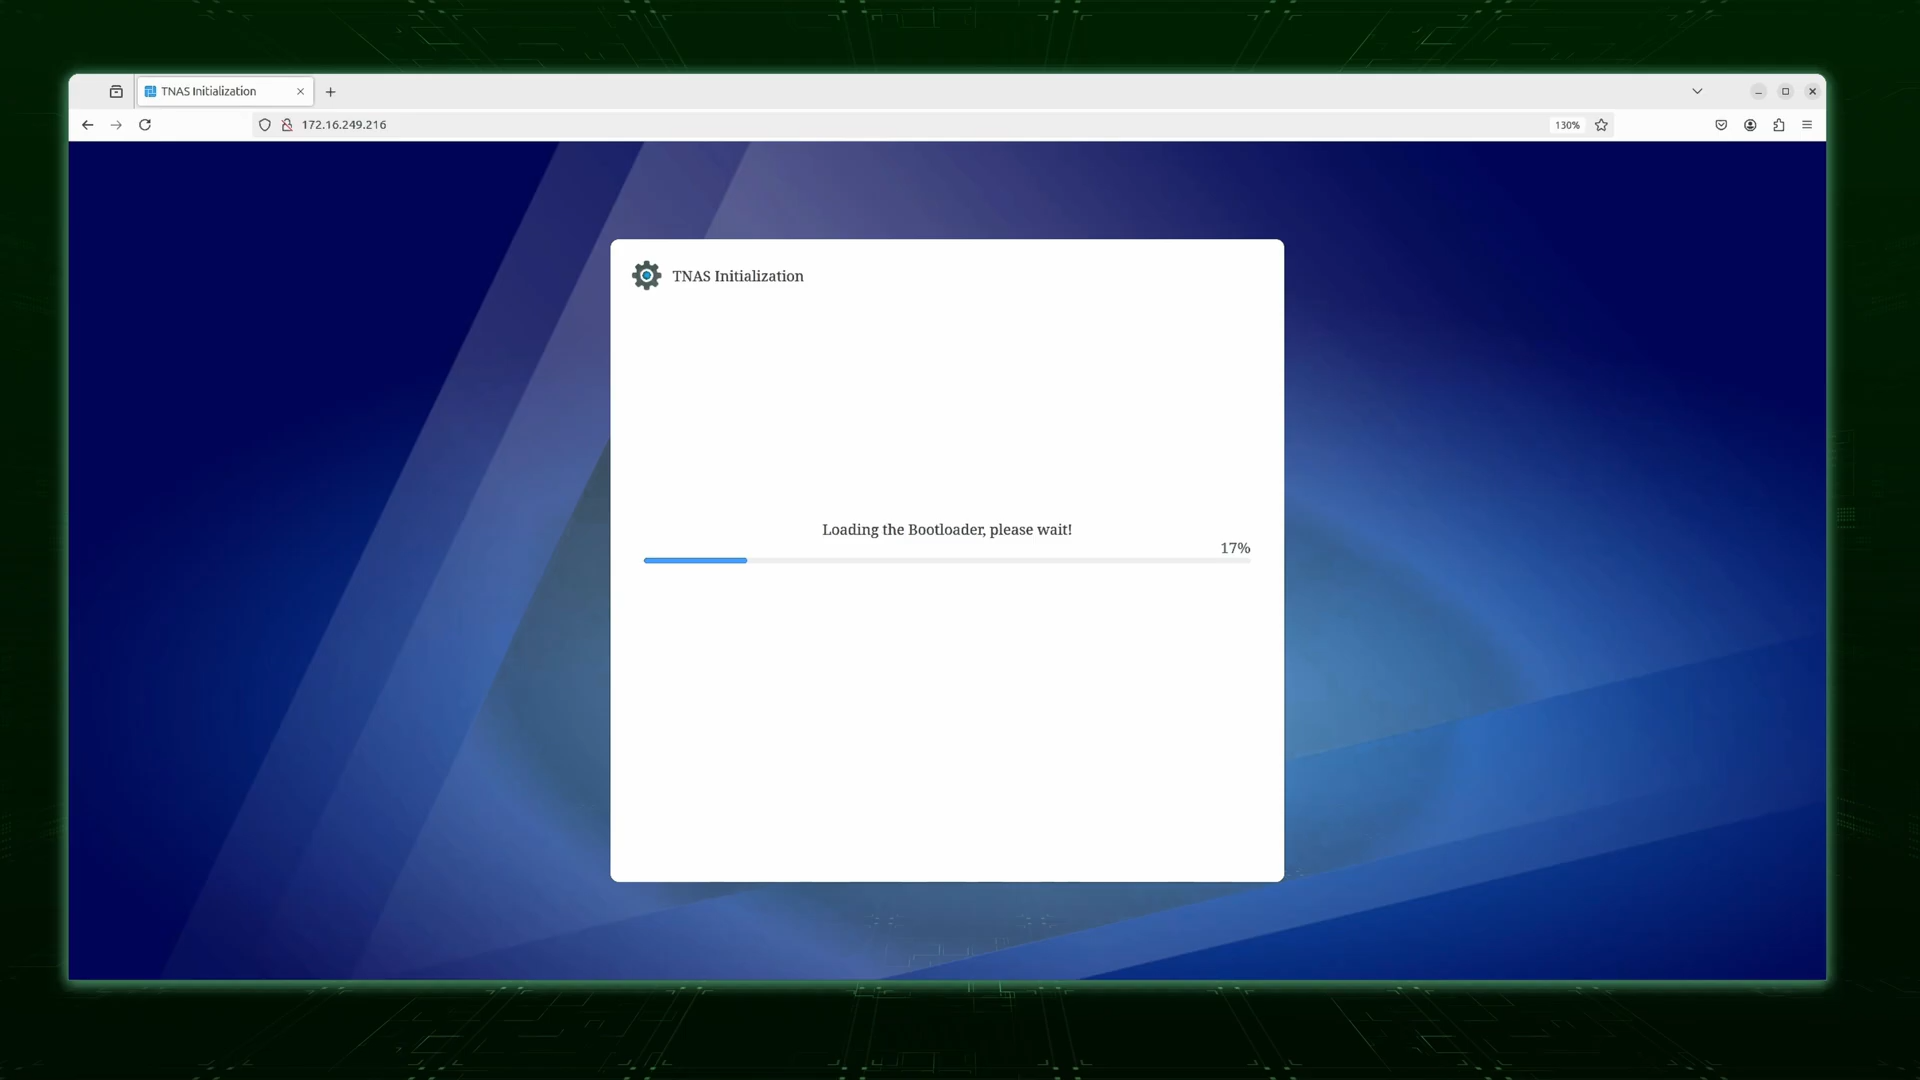 TNAS Initialization
172.16.249.216
130%
TNAS Initialization
Loading the Bootloader, please wait!
17%